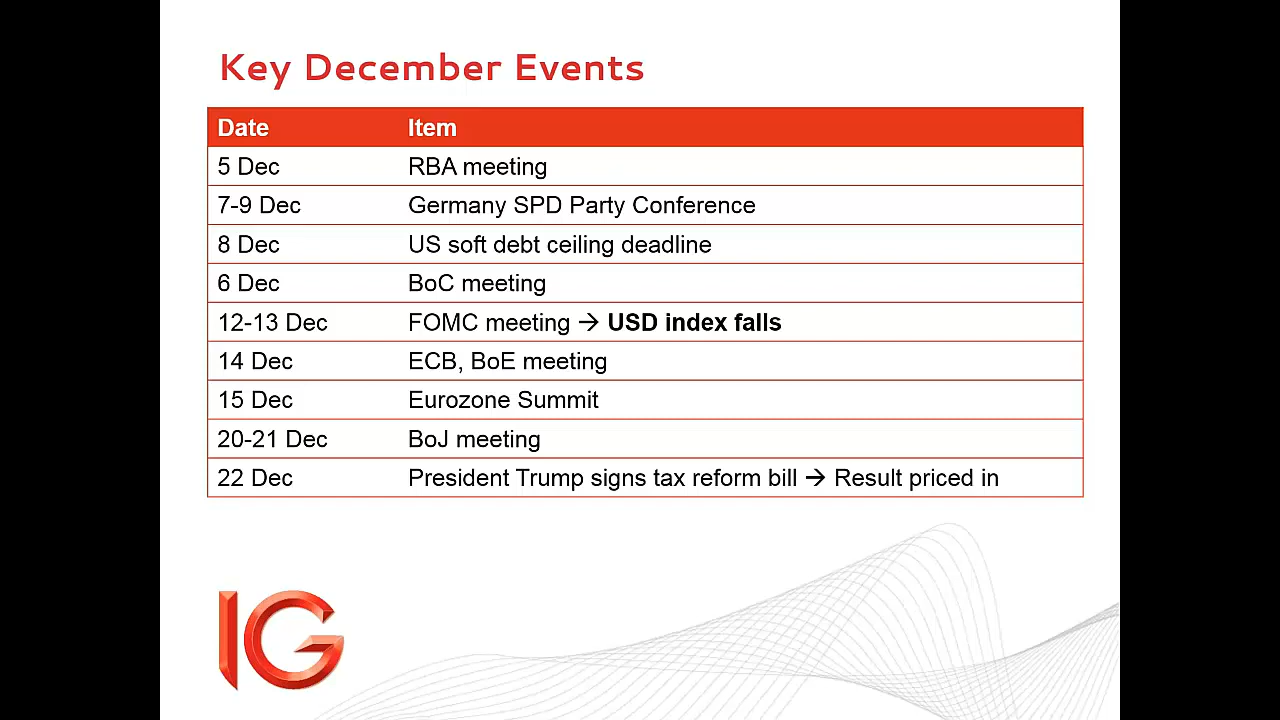 Key December Events
Date Item
5 Dec RBA meeting
7-9 Dec Germany SPD Party Conference
8 Dec US soft debt ceiling deadline
6 Dec BoC meeting
12-13 Dec FOMC meeting → USD index falls
14 Dec ECB, BoE meeting
15 Dec Eurozone Summit
20-21 Dec BoJ meeting
22 Dec President Trump signs tax reform bill → Result priced in
IG